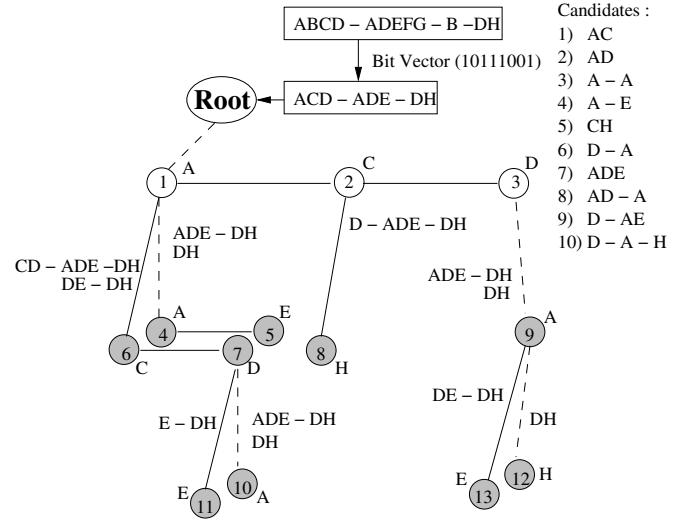 ABCD − ADEFG − B −DH
Bit Vector (10111001)
Root
ACD − ADE − DH
Candidates :
1) AC
2) AD
3) A − A
4) A − E
5) CH
6) D − A
7) ADE
8) AD − A
9) D − AE
10) D − A − H
A
C
D
1
2
3
D − ADE − DH
ADE − DH
DH
CD − ADE −DH
DE − DH
ADE − DH
DH
A
E
A
4
5
9
6
7
8
C
D
H
E − DH
ADE − DH
DH
DE − DH
DH
E
11
10
A
E
13
12
H